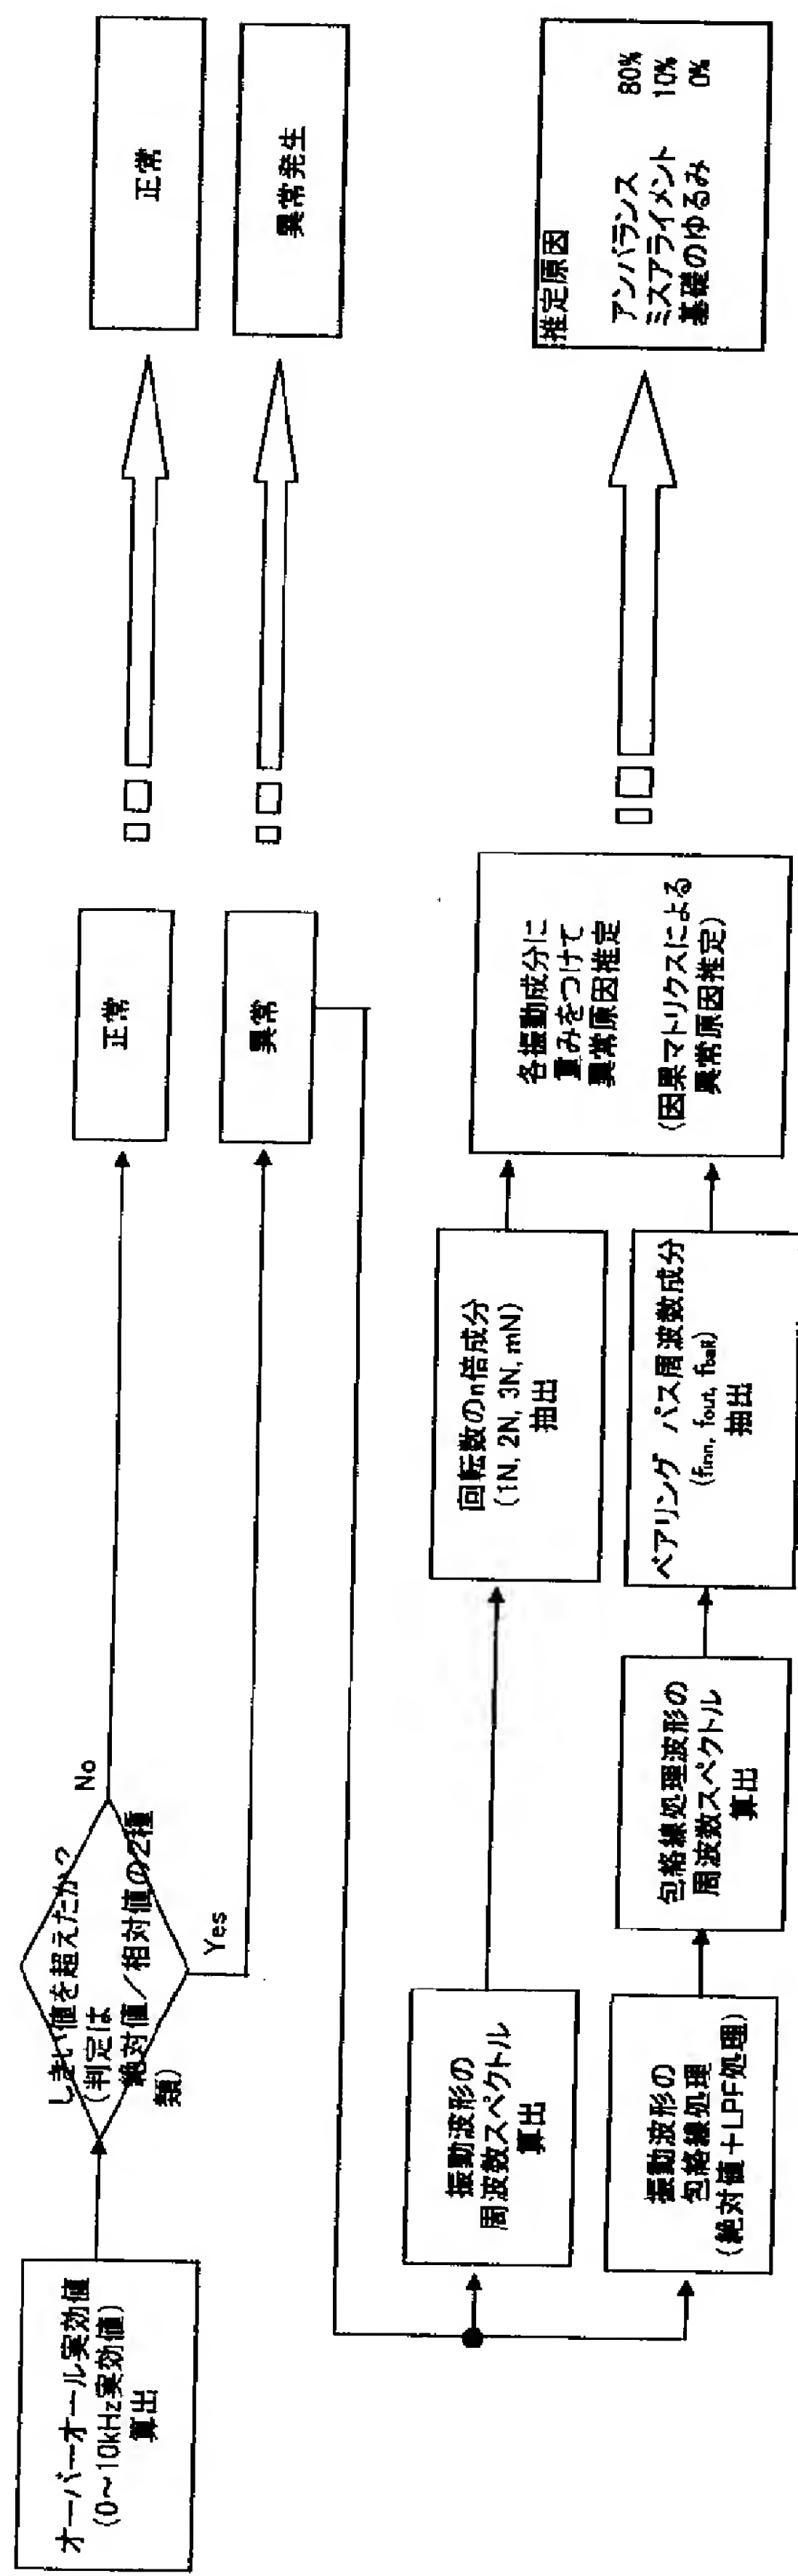 オーバーオール実効値
(0～10kHz実効値)
算出
しきい値を超えたか？
(判定は
絶対値／相対値の2種
類)
No
Yes
正常
異常
正常
異常発生
振動波形の
周波数スペクトル
算出
回転数のn倍成分
(1N, 2N, 3N, mN)
抽出
振動波形の
包絡線処理
(絶対値＋LPF処理)
包絡線処理波形の
周波数スペクトル
算出
ベアリング パス周波数成分
(finn, fout, fball)
抽出
各振動成分に
重みをつけて
異常原因推定
(因果マトリクスによる
異常原因推定)
推定原因
アンバランス 80%
ミスアライメント 10%
基礎のゆるみ 0%